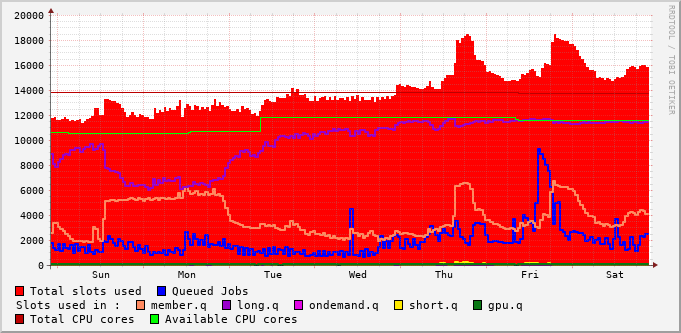 20000
18000
16000
14000
12000
10000
8000
6000
4000
2000
0
Sun Mon Tue Wed Thu Fri Sat
RRDTOOL / TOBI OETIKER
Total slots used Queued Jobs
Slots used in : member.q long.q ondemand.q short.q gpu.q
Total CPU cores Available CPU cores